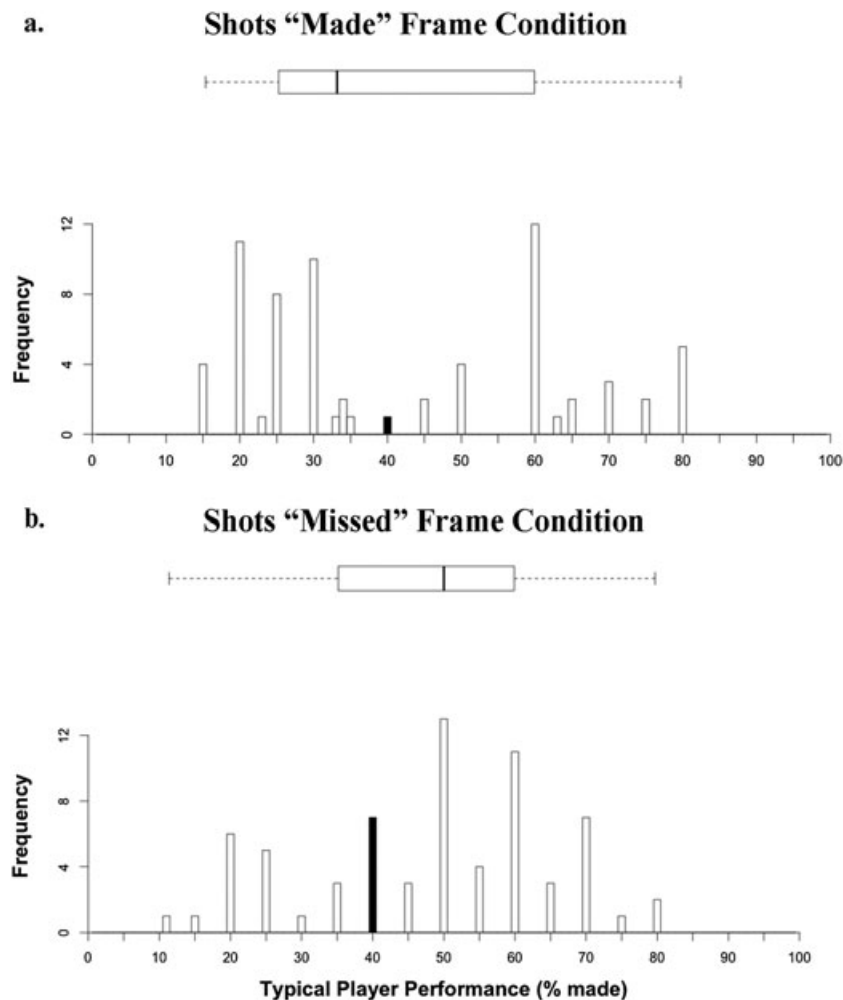 a.
Shots “Made” Frame Condition
12
8
4
0
Frequency
0 10 20 30 40 50 60 70 80 90 100
b.
Shots “Missed” Frame Condition
12
8
4
0
Frequency
0 10 20 30 40 50 60 70 80 90 100
Typical Player Performance (% made)